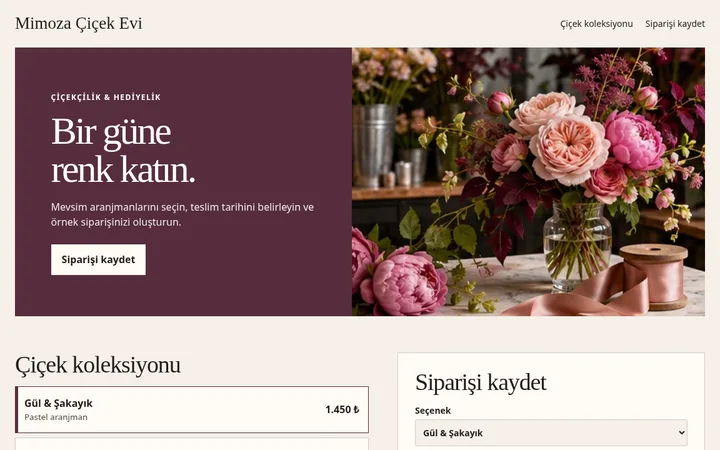 Mimoza Çiçek Evi
Çiçek koleksiyonu
Siparişi kaydet
ÇİÇEKÇİLİK & HEDİYELİK
Bir güne
renk katın.
Mevsim aranjmanlarını seçin, teslim tarihini belirleyin ve
örnek siparişinizi oluşturun.
Siparişi kaydet
Çiçek koleksiyonu
Gül & Şakayık
Pastel aranjman
1.450 ₺
Siparişi kaydet
Seçenek
Gül & Şakayık